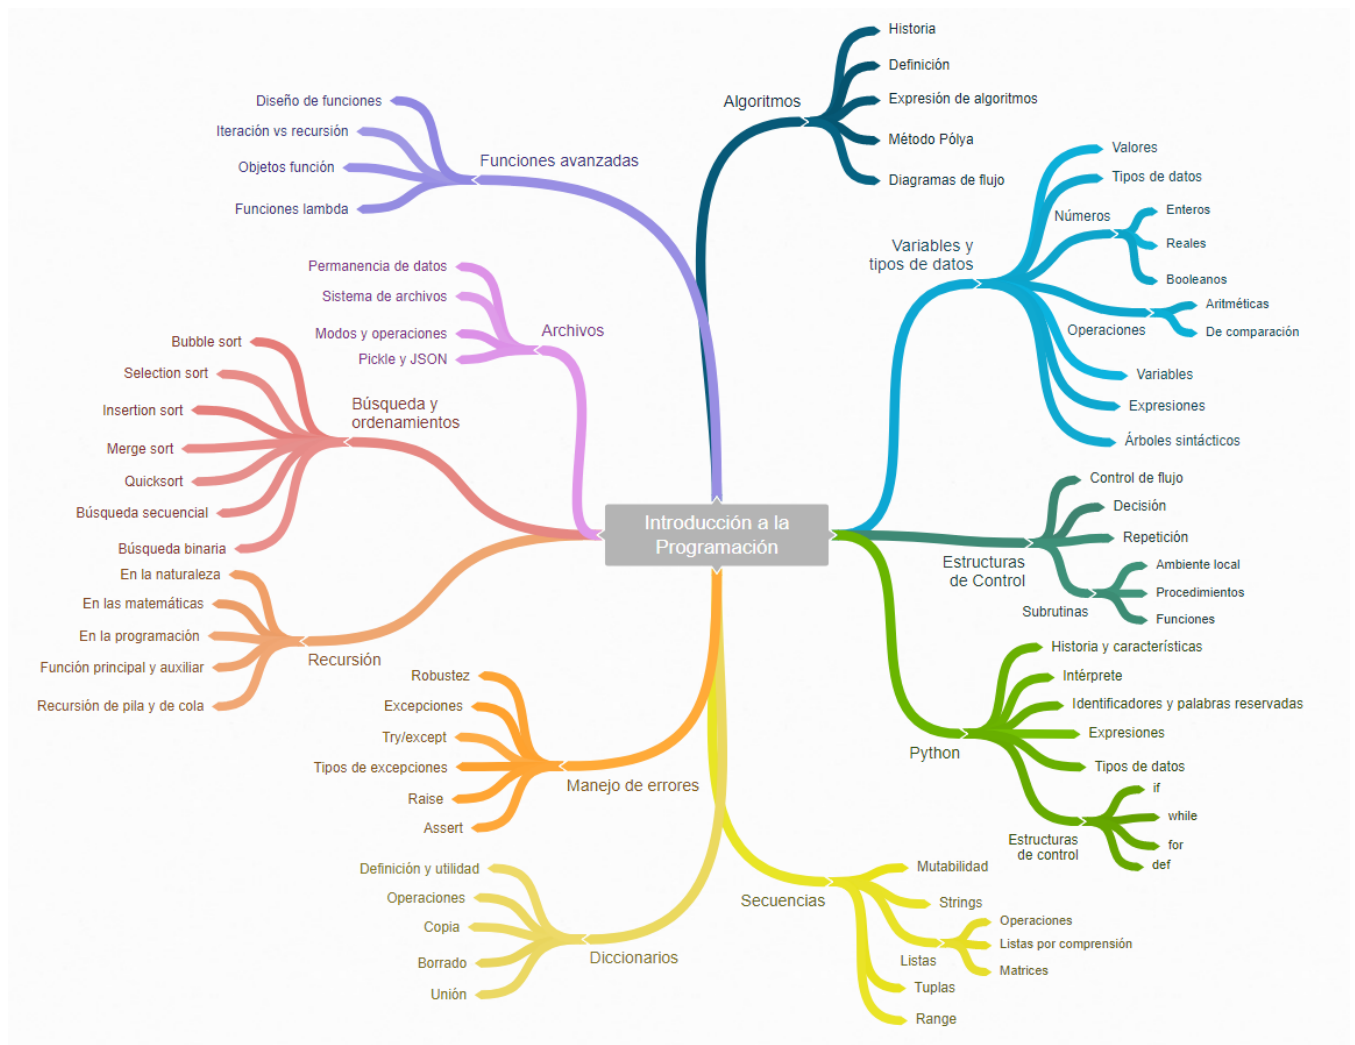 Introducción a la
Programación
Algoritmos
Historia
Definición
Expresión de algoritmos
Método Pólya
Diagramas de flujo
Variables y
tipos de datos
Valores
Tipos de datos
Números
Enteros
Reales
Booleanos
Operaciones
Aritméticas
De comparación
Variables
Expresiones
Árboles sintácticos
Estructuras
de Control
Control de flujo
Decisión
Repetición
Subrutinas
Ambiente local
Procedimientos
Funciones
Python
Historia y características
Intérprete
Identificadores y palabras reservadas
Expresiones
Tipos de datos
Estructuras
de control
if
while
for
def
Secuencias
Mutabilidad
Strings
Listas
Operaciones
Listas por comprensión
Matrices
Tuplas
Range
Diccionarios
Definición y utilidad
Operaciones
Copia
Borrado
Unión
Manejo de errores
Robustez
Excepciones
Try/except
Tipos de excepciones
Raise
Assert
Recursión
En la naturaleza
En las matemáticas
En la programación
Función principal y auxiliar
Recursión de pila y de cola
Búsqueda y
ordenamientos
Bubble sort
Selection sort
Insertion sort
Merge sort
Quicksort
Búsqueda secuencial
Búsqueda binaria
Archivos
Permanencia de datos
Sistema de archivos
Modos y operaciones
Pickle y JSON
Funciones avanzadas
Diseño de funciones
Iteración vs recursión
Objetos función
Funciones lambda